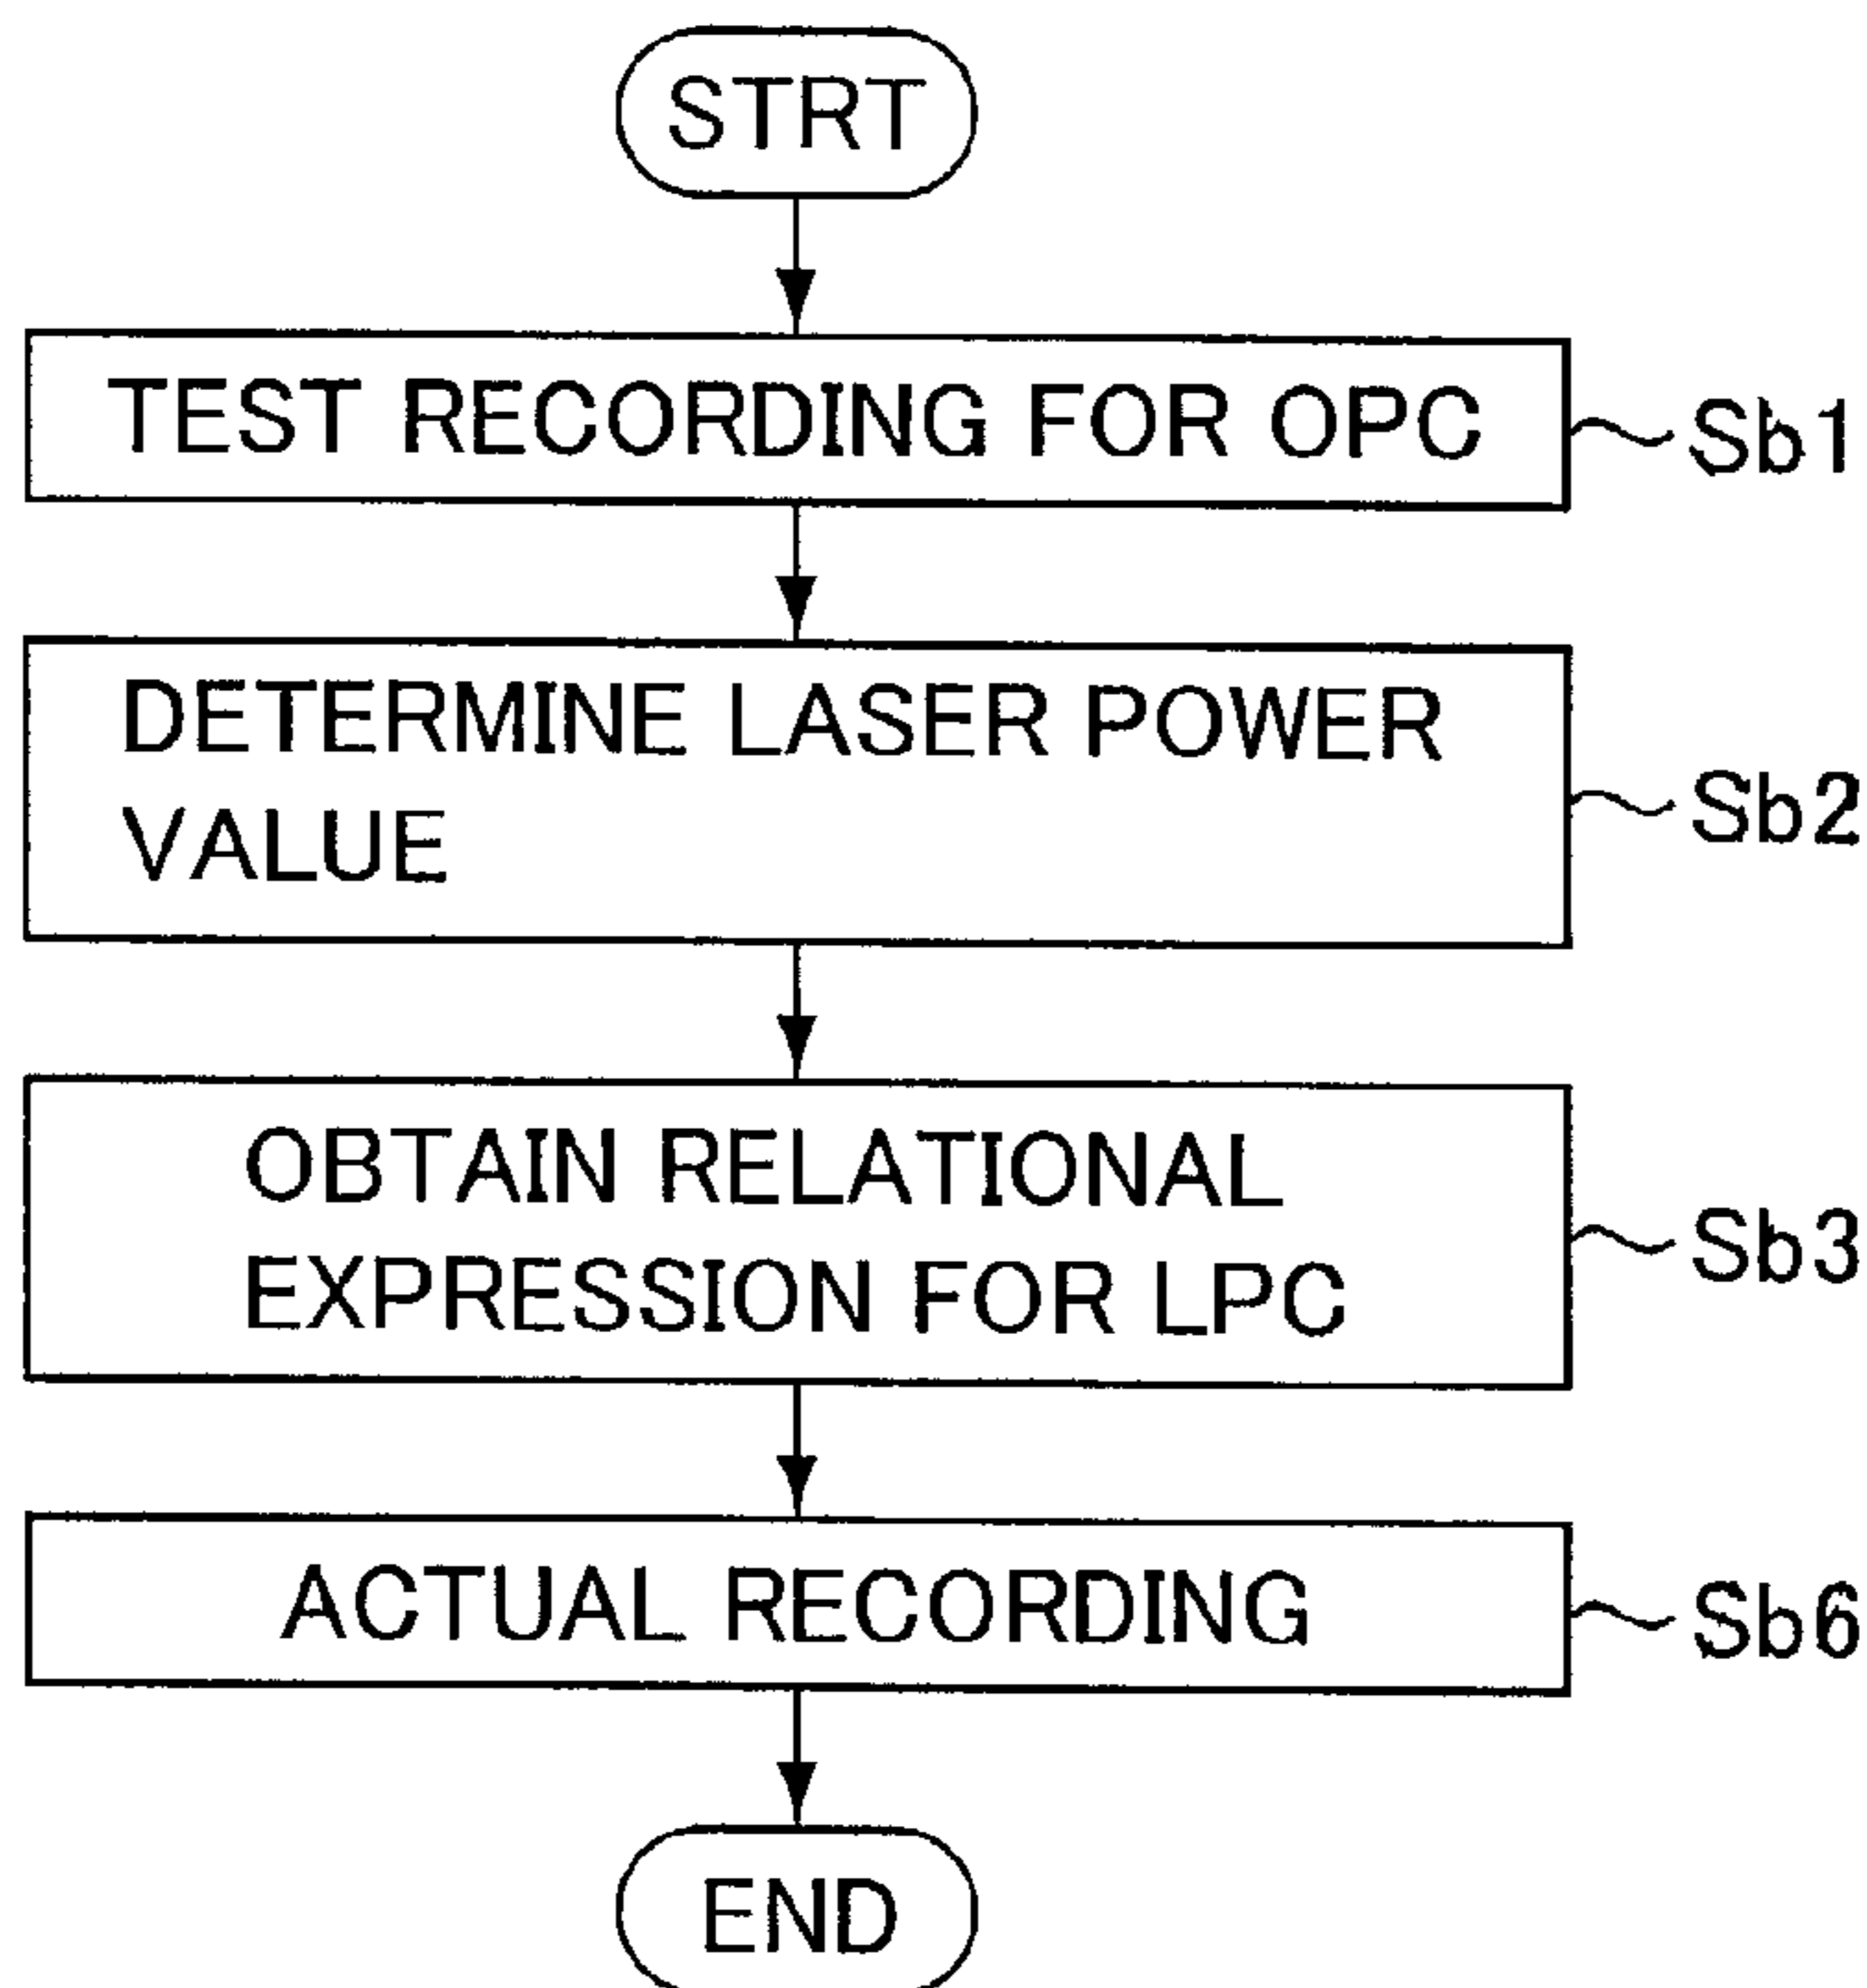 STRT
TEST RECORDING FOR OPC
Sb1
DETERMINE LASER POWER
VALUE
Sb2
OBTAIN RELATIONAL
EXPRESSION FOR LPC
Sb3
ACTUAL RECORDING
Sb6
END